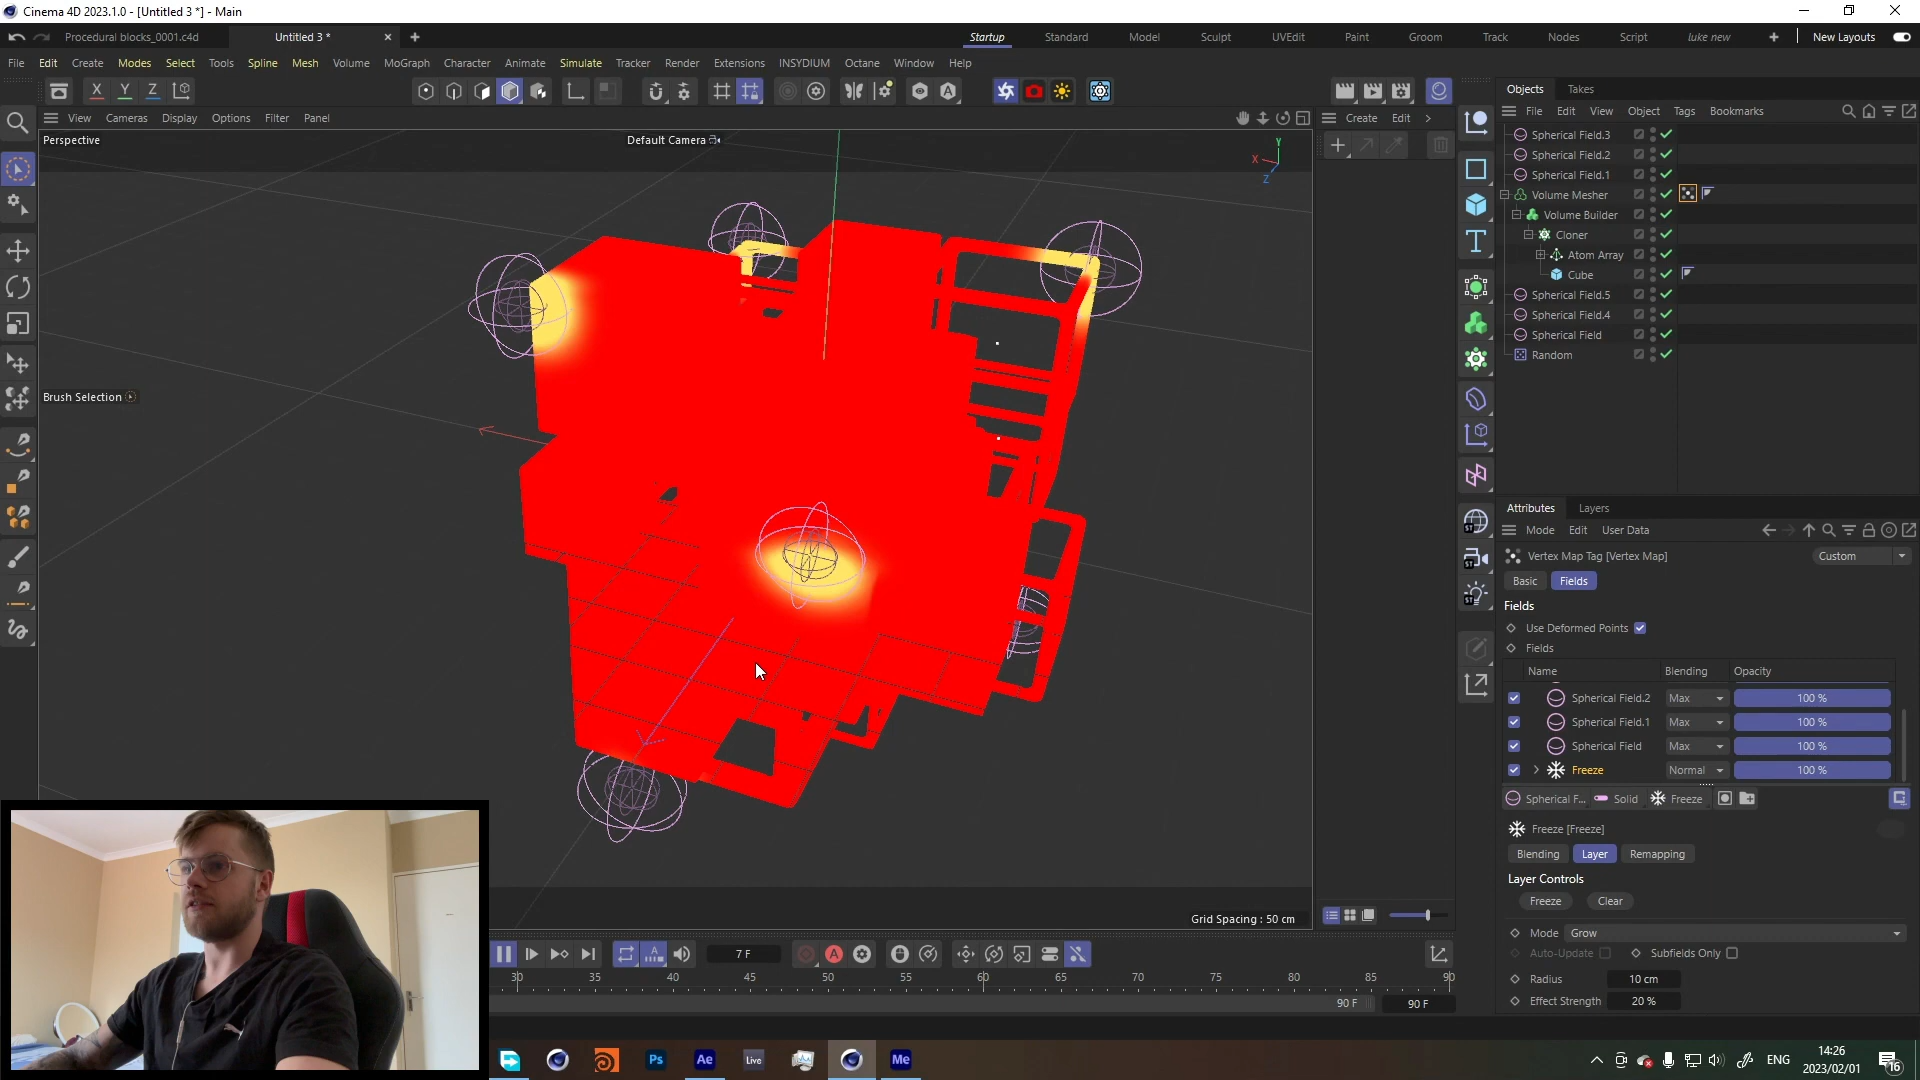 Cinema 4D 2023.1.0 - [Untitled 3 *] - Main
Procedural blocks_0001.c4d
Untitled 3 *
Startup
Standard
Model
Sculpt
UVEdit
Paint
Groom
Track
Nodes
Script
luke new
New Layouts
File Edit Create Modes Select Tools Spline Mesh Volume MoGraph Character Animate Simulate Tracker Render Extensions INSYDIUM Octane Window Help
X Y Z
View Cameras Display Options Filter Panel
Create Edit
Perspective
Default Camera
Y
X
Z
Brush Selection
Grid Spacing : 50 cm
Objects Takes
File Edit View Object Tags Bookmarks
Spherical Field.3
Spherical Field.2
Spherical Field.1
Volume Mesher
Volume Builder
Cloner
Atom Array
Cube
Spherical Field.5
Spherical Field.4
Spherical Field
Random
Attributes Layers
Mode Edit User Data
Vertex Map Tag [Vertex Map]
Custom
Basic Fields
Fields
Use Deformed Points
Fields
Name Blending Opacity
Spherical Field.2 Max 100 %
Spherical Field.1 Max 100 %
Spherical Field Max 100 %
Freeze Normal 100 %
Spherical F... Solid Freeze
Freeze [Freeze]
Blending Layer Remapping
Layer Controls
Freeze Clear
Mode Grow
Auto-Update Subfields Only
Radius 10 cm
Effect Strength 20 %
7 F
30 35 40 45 50 55 60 65 70 75 80 85 90
90 F 90 F
Ps Ae Live Me
ENG
14:26
2023/02/01
16